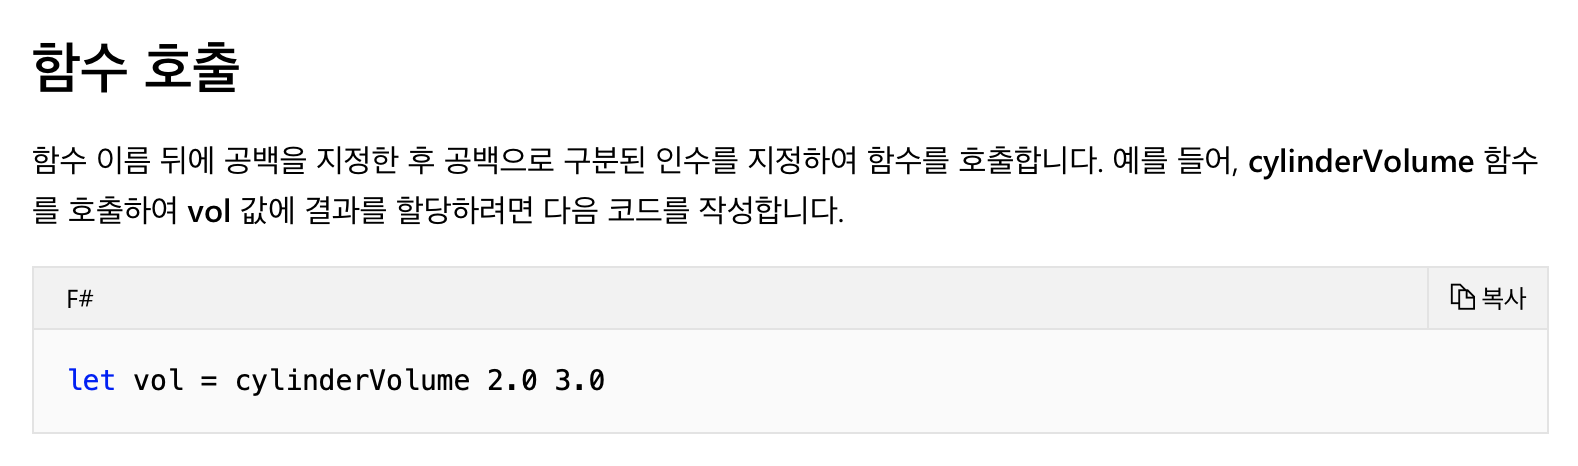 함수 호출
함수 이름 뒤에 공백을 지정한 후 공백으로 구분된 인수를 지정하여 함수를 호출합니다. 예를 들어, cylinderVolume 함수
를 호출하여 vol 값에 결과를 할당하려면 다음 코드를 작성합니다.
F# 복사
let vol = cylinderVolume 2.0 3.0